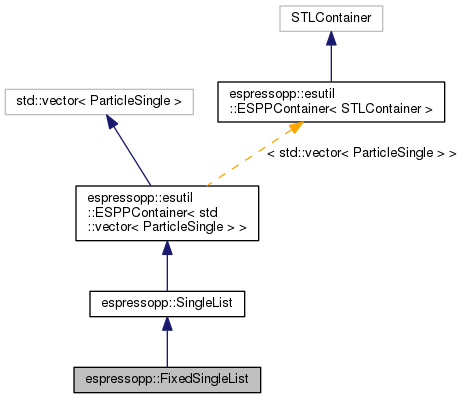 STLContainer
espressopp::esutil
::ESPPContainer< STLContainer >
std::vector< ParticleSingle >
< std::vector< ParticleSingle > >
espressopp::esutil
::ESPPContainer< std
::vector< ParticleSingle > >
espressopp::SingleList
espressopp::FixedSingleList